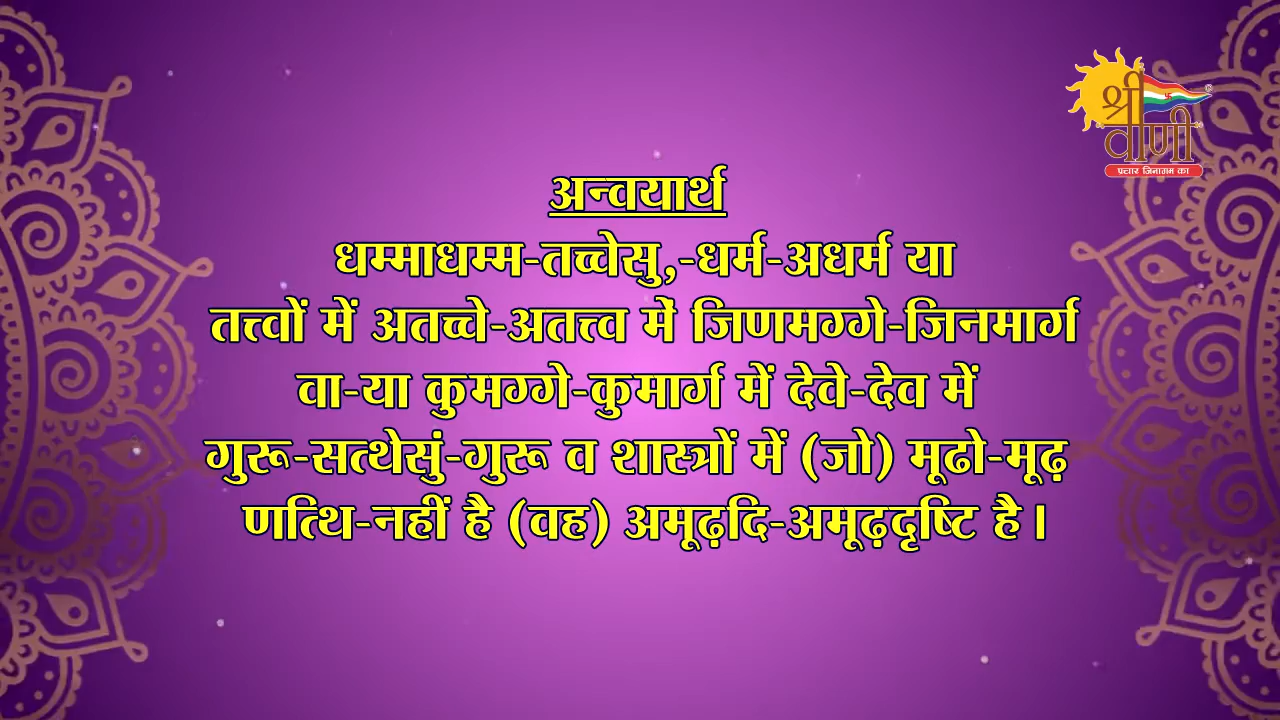 श्री
वाणी
प्रचार जिनागम का
अन्वयार्थ
धम्माधम्म-तच्चेसु,-धर्म-अधर्म या
तत्त्वों में अतच्चे-अतत्त्व में जिणमग्गे-जिनमार्ग
वा-या कुमग्गे-कुमार्ग में देवे-देव में
गुरू-सत्थेसुं-गुरू व शास्त्रों में (जो) मूढो-मूढ़
णत्थि-नहीं है (वह) अमूढ़दि-अमूढ़दृष्टि है।